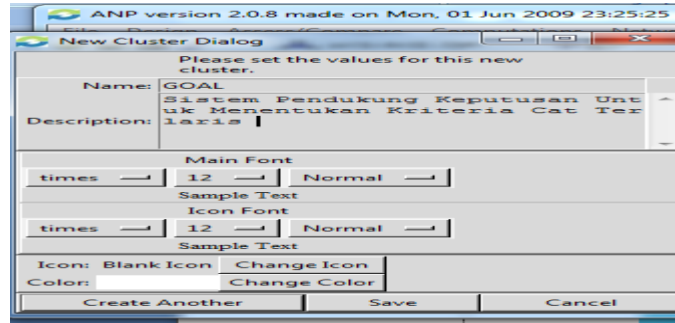 ANP version 2.0.8 made on Mon, 01 Jun 2009 23:25:25
New Cluster Dialog
Please set the values for this new
cluster.
Name: GOAL
Description: Sistem Pendukung Keputusan Unt
uk Menentukan Kriteria Cat Ter
laris
Main Font
times 12 Normal
Sample Text
Icon Font
times 12 Normal
Sample Text
Icon: Blank Icon Change Icon
Color: Change Color
Create Another Save Cancel